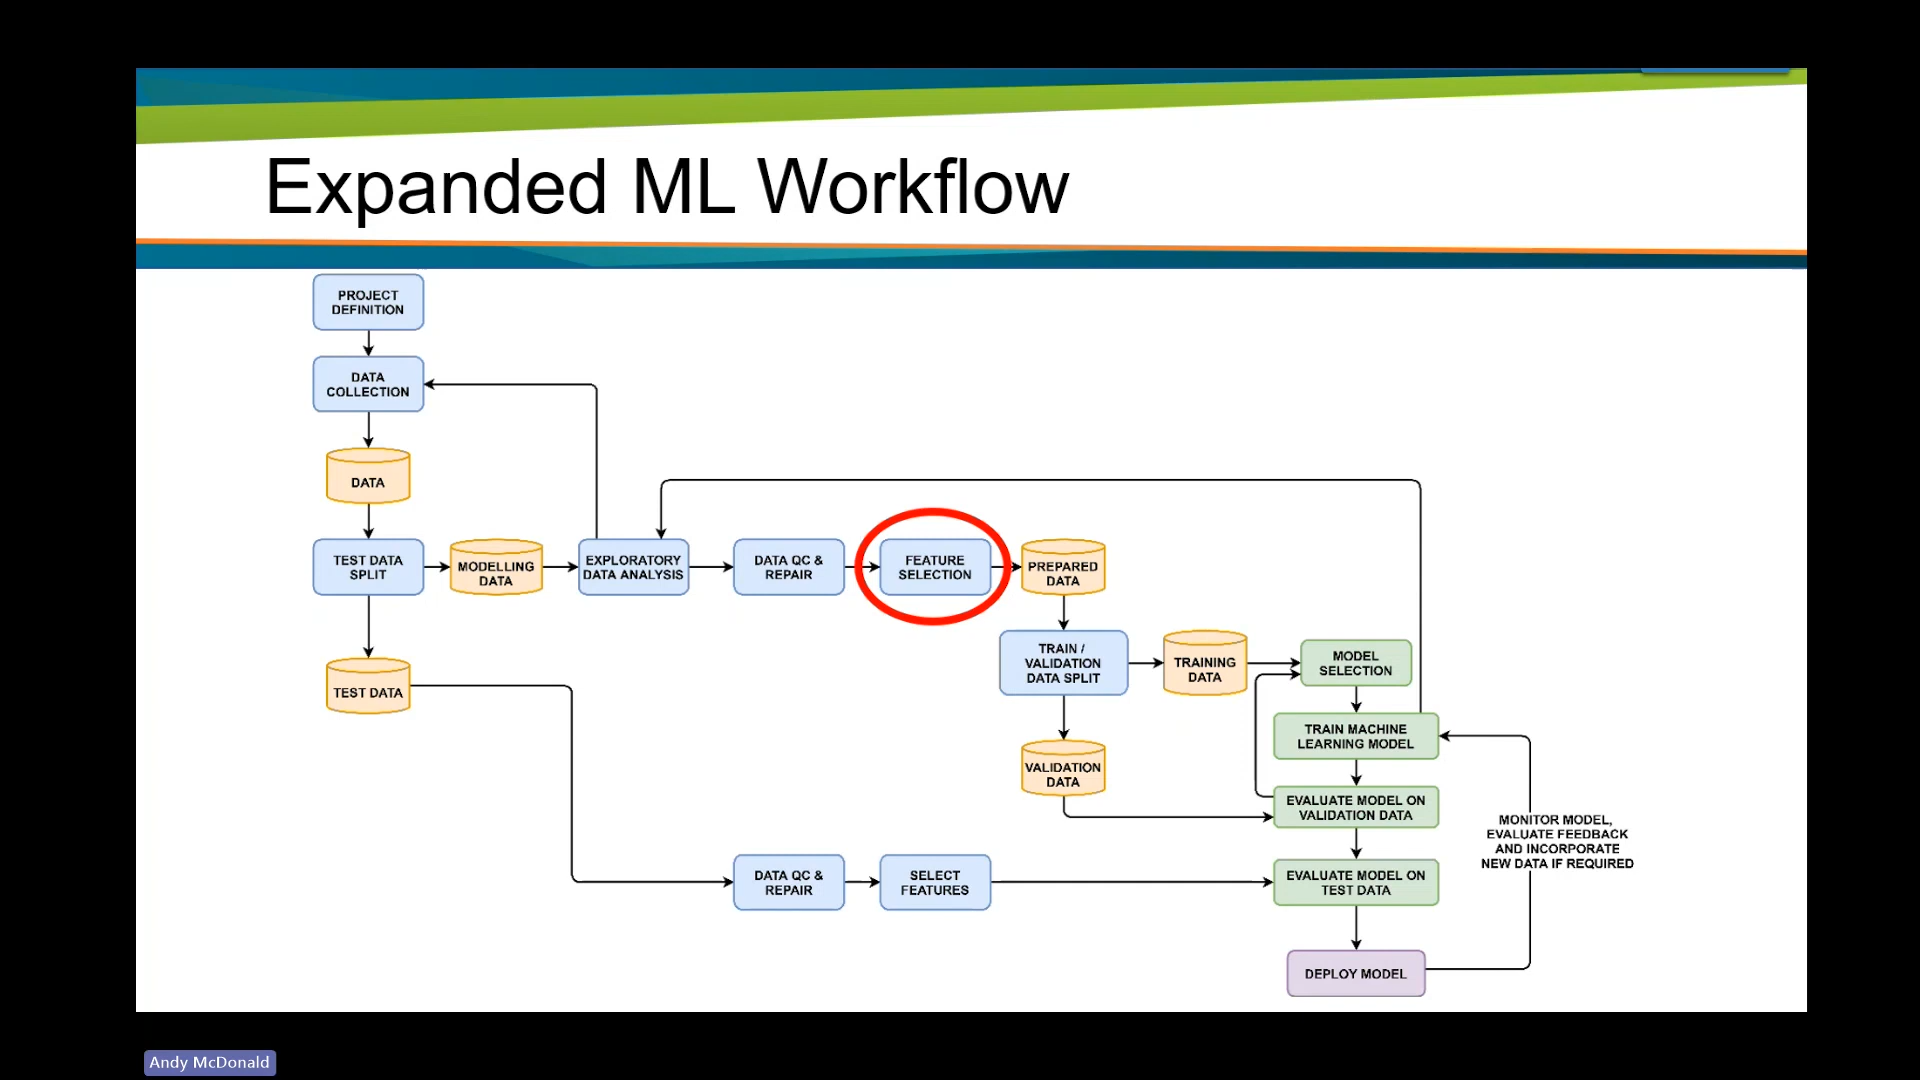 Expanded ML Workflow
PROJECT
DEFINITION
DATA
COLLECTION
DATA
TEST DATA
SPLIT
MODELLING
DATA
EXPLORATORY
DATA ANALYSIS
DATA QC &
REPAIR
FEATURE
SELECTION
PREPARED
DATA
TRAIN /
VALIDATION
DATA SPLIT
TRAINING
DATA
MODEL
SELECTION
TEST DATA
TRAIN MACHINE
LEARNING MODEL
VALIDATION
DATA
EVALUATE MODEL ON
VALIDATION DATA
MONITOR MODEL,
EVALUATE FEEDBACK
AND INCORPORATE
NEW DATA IF REQUIRED
DATA QC &
REPAIR
SELECT
FEATURES
EVALUATE MODEL ON
TEST DATA
DEPLOY MODEL
Andy McDonald